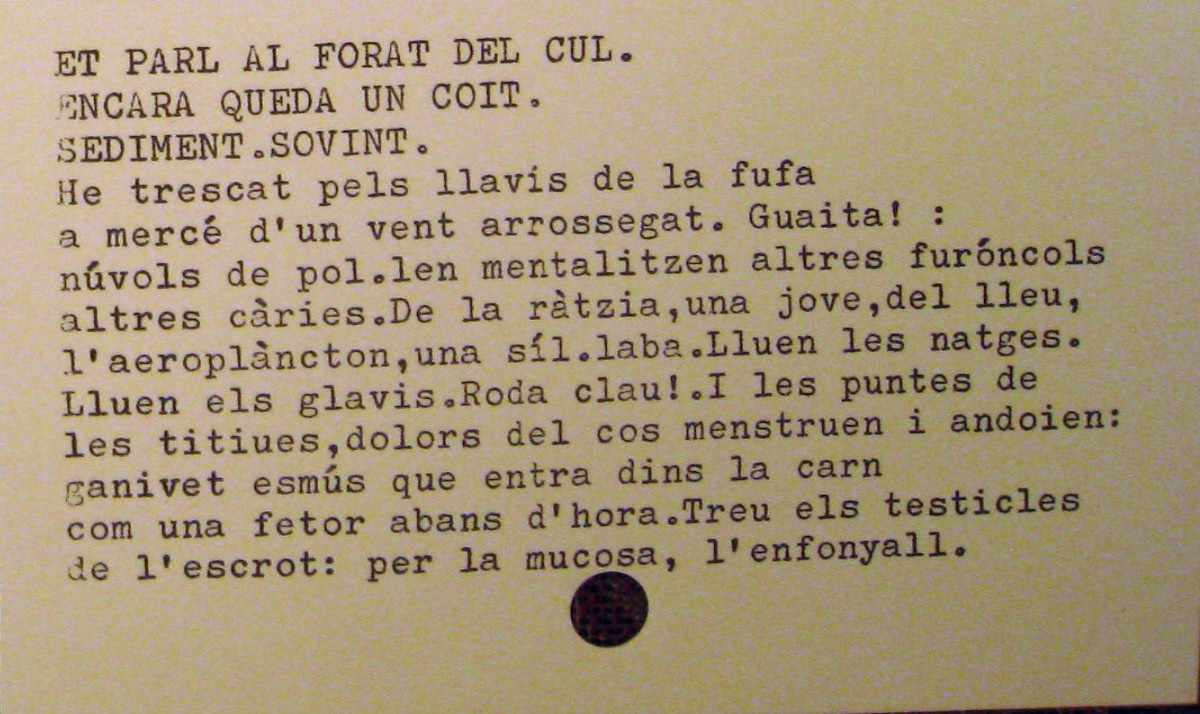 ET PARL AL FORAT DEL CUL.
ENCARA QUEDA UN COIT.
SEDIMENT.SOVINT.
He trescat pels llavis de la fufa
a mercé d'un vent arrossegat. Guaita! :
núvols de pol.len mentalitzen altres furóncols
altres càries.De la ràtzia,una jove,del lleu,
l'aeroplàncton,una síl.laba.Lluen les natges.
Lluen els glavis.Roda clau!.I les puntes de
les titiues,dolors del cos menstruen i andoien:
ganivet esmús que entra dins la carn
com una fetor abans d'hora.Treu els testicles
de l'escrot: per la mucosa, l'enfonyall.